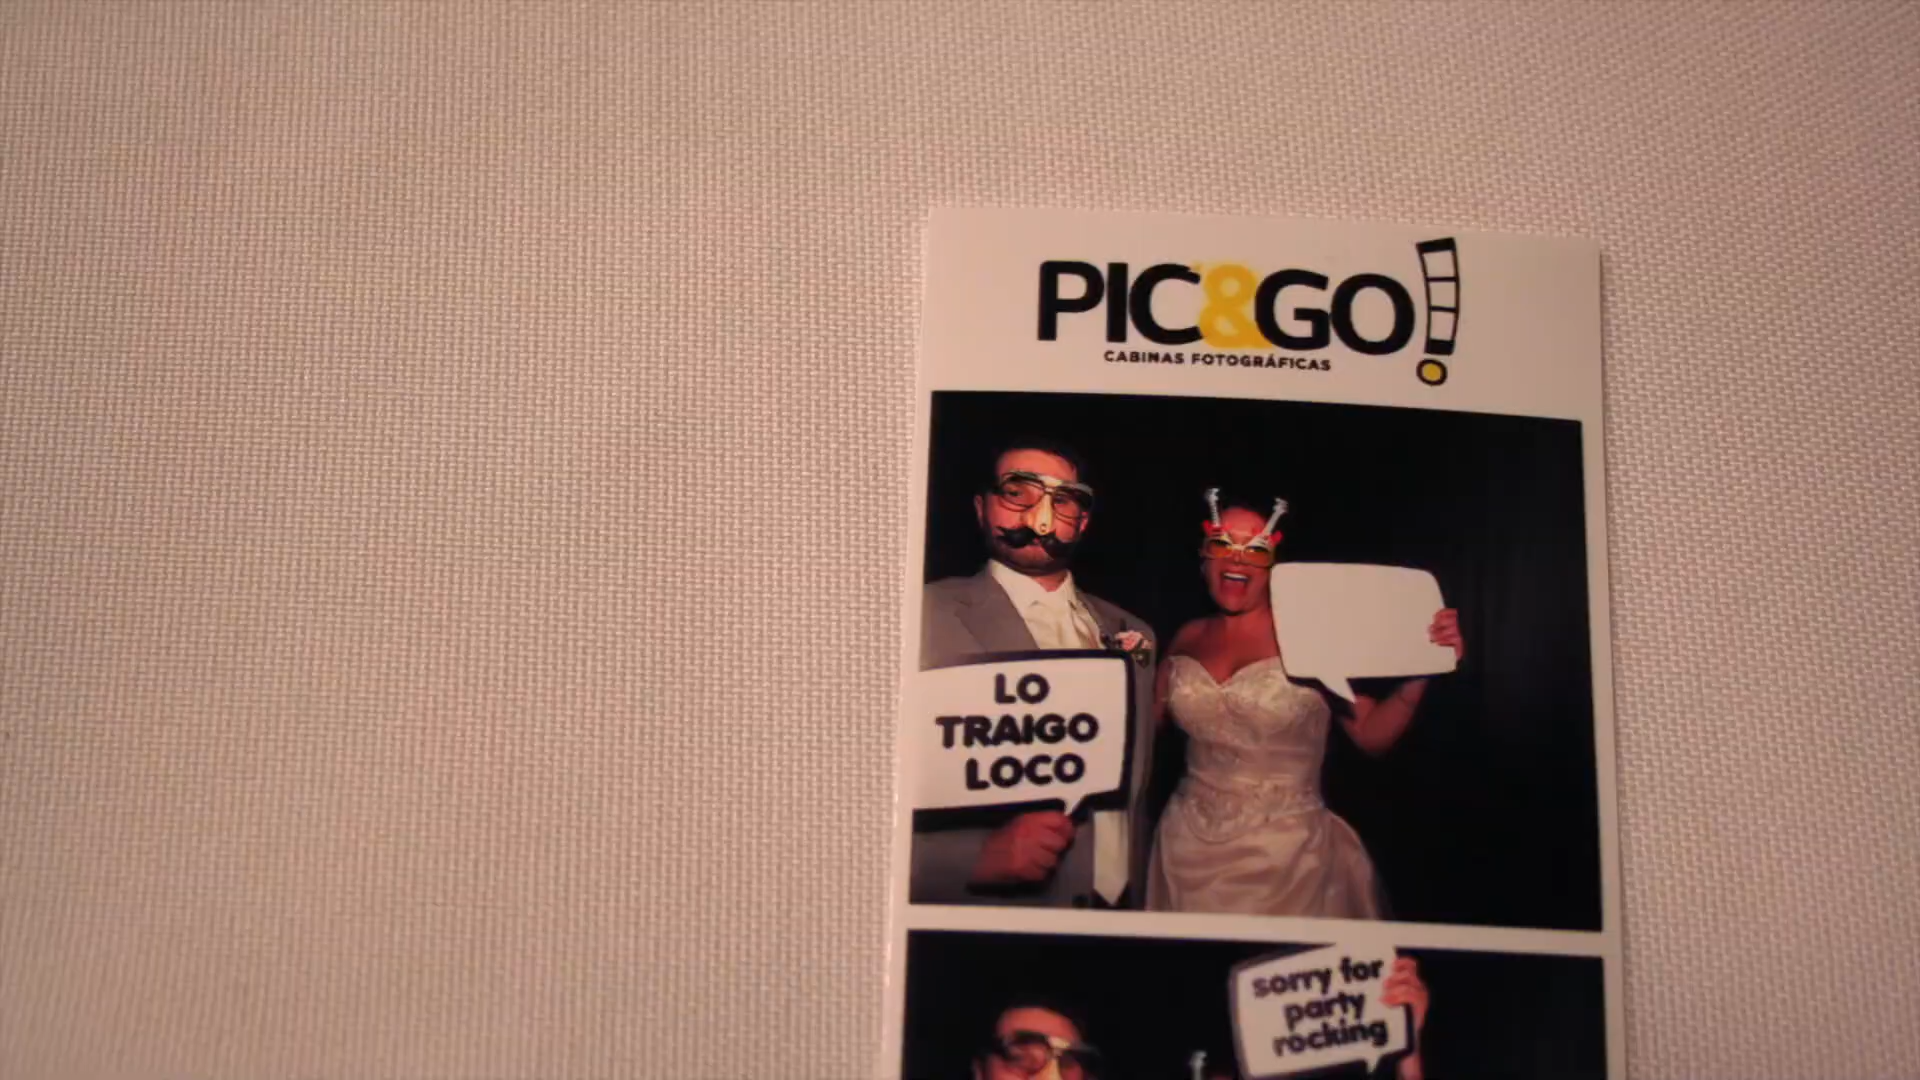 PIC&GO!
CABINAS FOTOGRÁFICAS
LO
TRAIGO
LOCO
sorry for
party
rocking